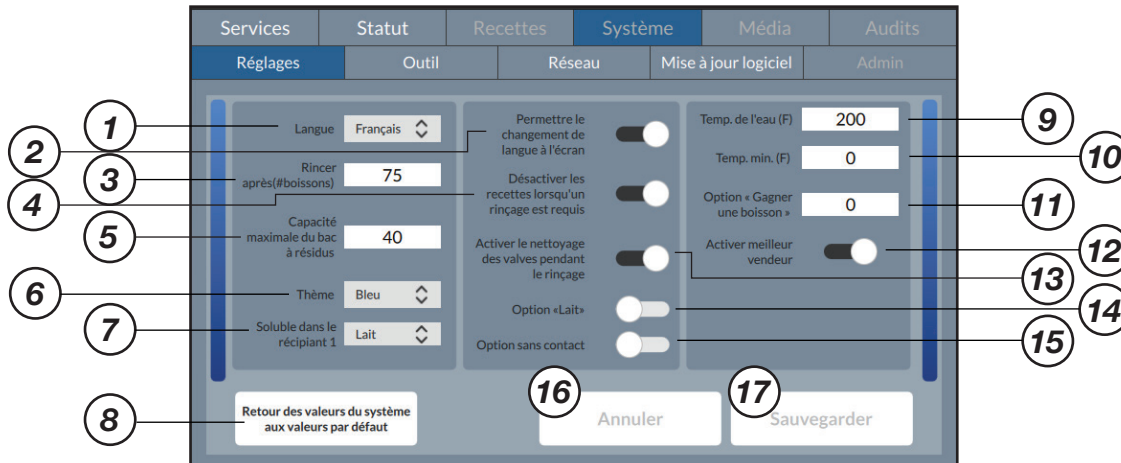 Services Statut Recettes Système Média Audits
Réglages Outil Réseau Mise à jour logiciel Admin
1
2
3
4
5
6
7
8
Langue
Français
Rincer
après(#boissons)
75
Capacité
maximale du bac
à résidus
40
Thème
Bleu
Soluble dans le
récipiant 1
Lait
Permettre le
changement de
langue à l'écran
Désactiver les
recettes lorsqu'un
rinçage est requis
Activer le nettoyage
des valves pendant
le rinçage
Option «Lait»
Option sans contact
Temp. de l'eau (F)
200
Temp. min. (F)
0
Option « Gagner
une boisson »
0
Activer meilleur
vendeur
9
10
11
12
13
14
15
16
17
Retour des valeurs du système
aux valeurs par défaut
Annuler
Sauvegarder